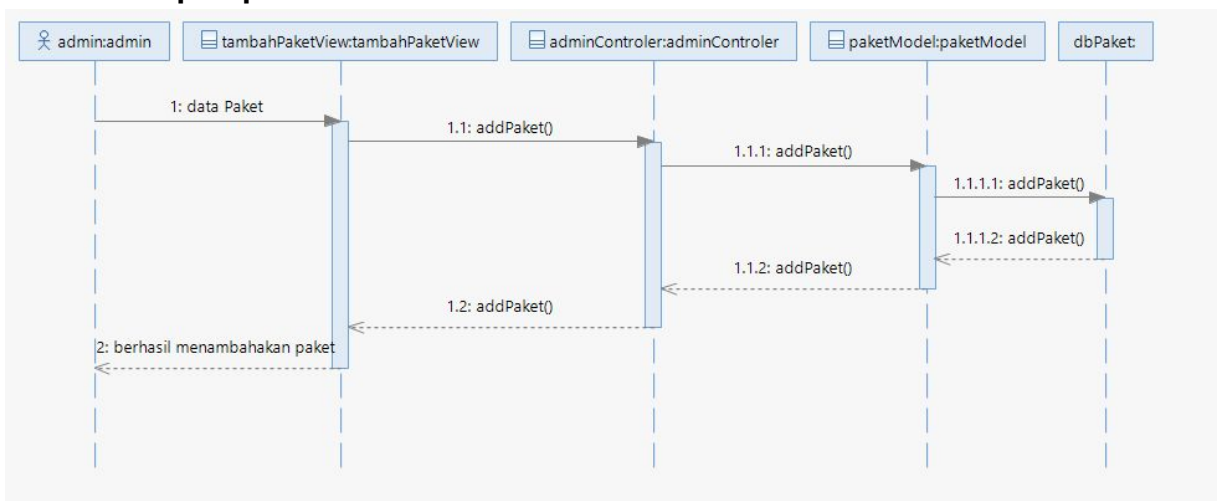 admin:admin
tambahPaketView:tambahPaketView
adminControler:adminControler
paketModel:paketModel
dbPaket:
1: data Paket
1.1: addPaket()
1.1.1: addPaket()
1.1.1.1: addPaket()
1.1.1.2: addPaket()
1.1.2: addPaket()
1.2: addPaket()
2: berhasil menambahakan paket